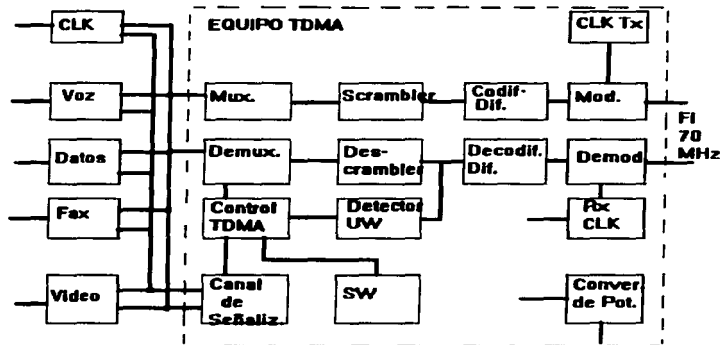 CLK
EQUIPO TDMA
CLK Tx
Voz
Mux.
Scrambler
Codif-
Dif.
Mod.
FI
70
MHz
Datos
Demux.
Des-
crambler
Decodif.
Dif.
Demod
Fax
Control
TDMA
Detector
UW
Rx
CLK
Video
Canal
de
Señaliz.
SW
Conver.
de Pot.